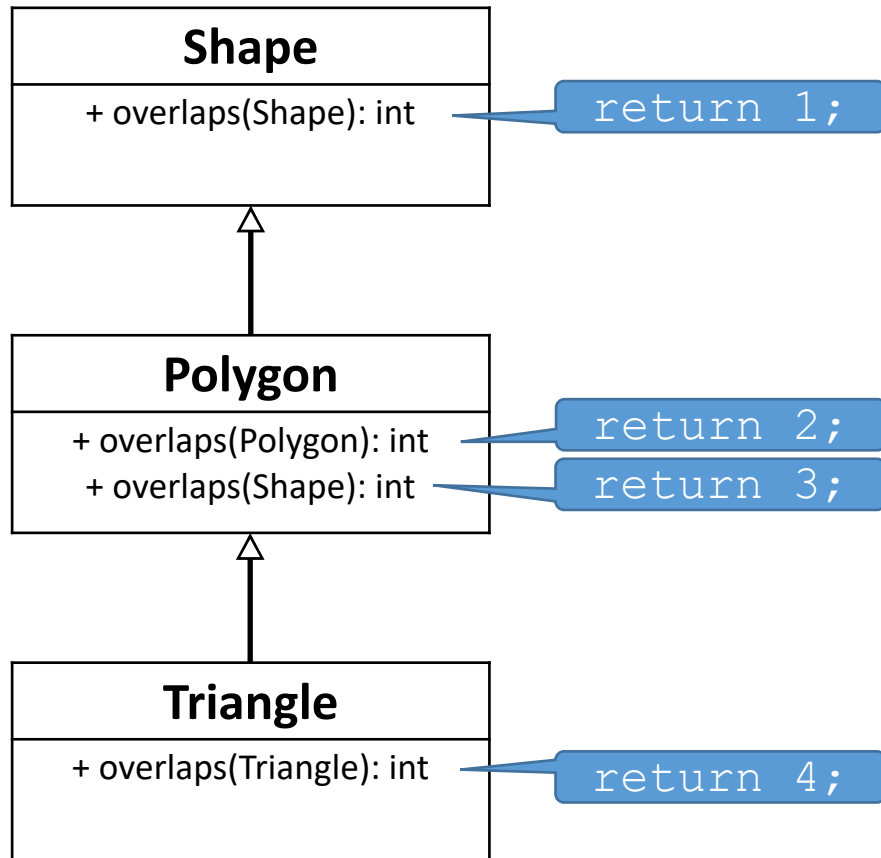 Shape
+ overlaps(Shape): int
return 1;
Polygon
+ overlaps(Polygon): int
return 2;
+ overlaps(Shape): int
return 3;
Triangle
+ overlaps(Triangle): int
return 4;